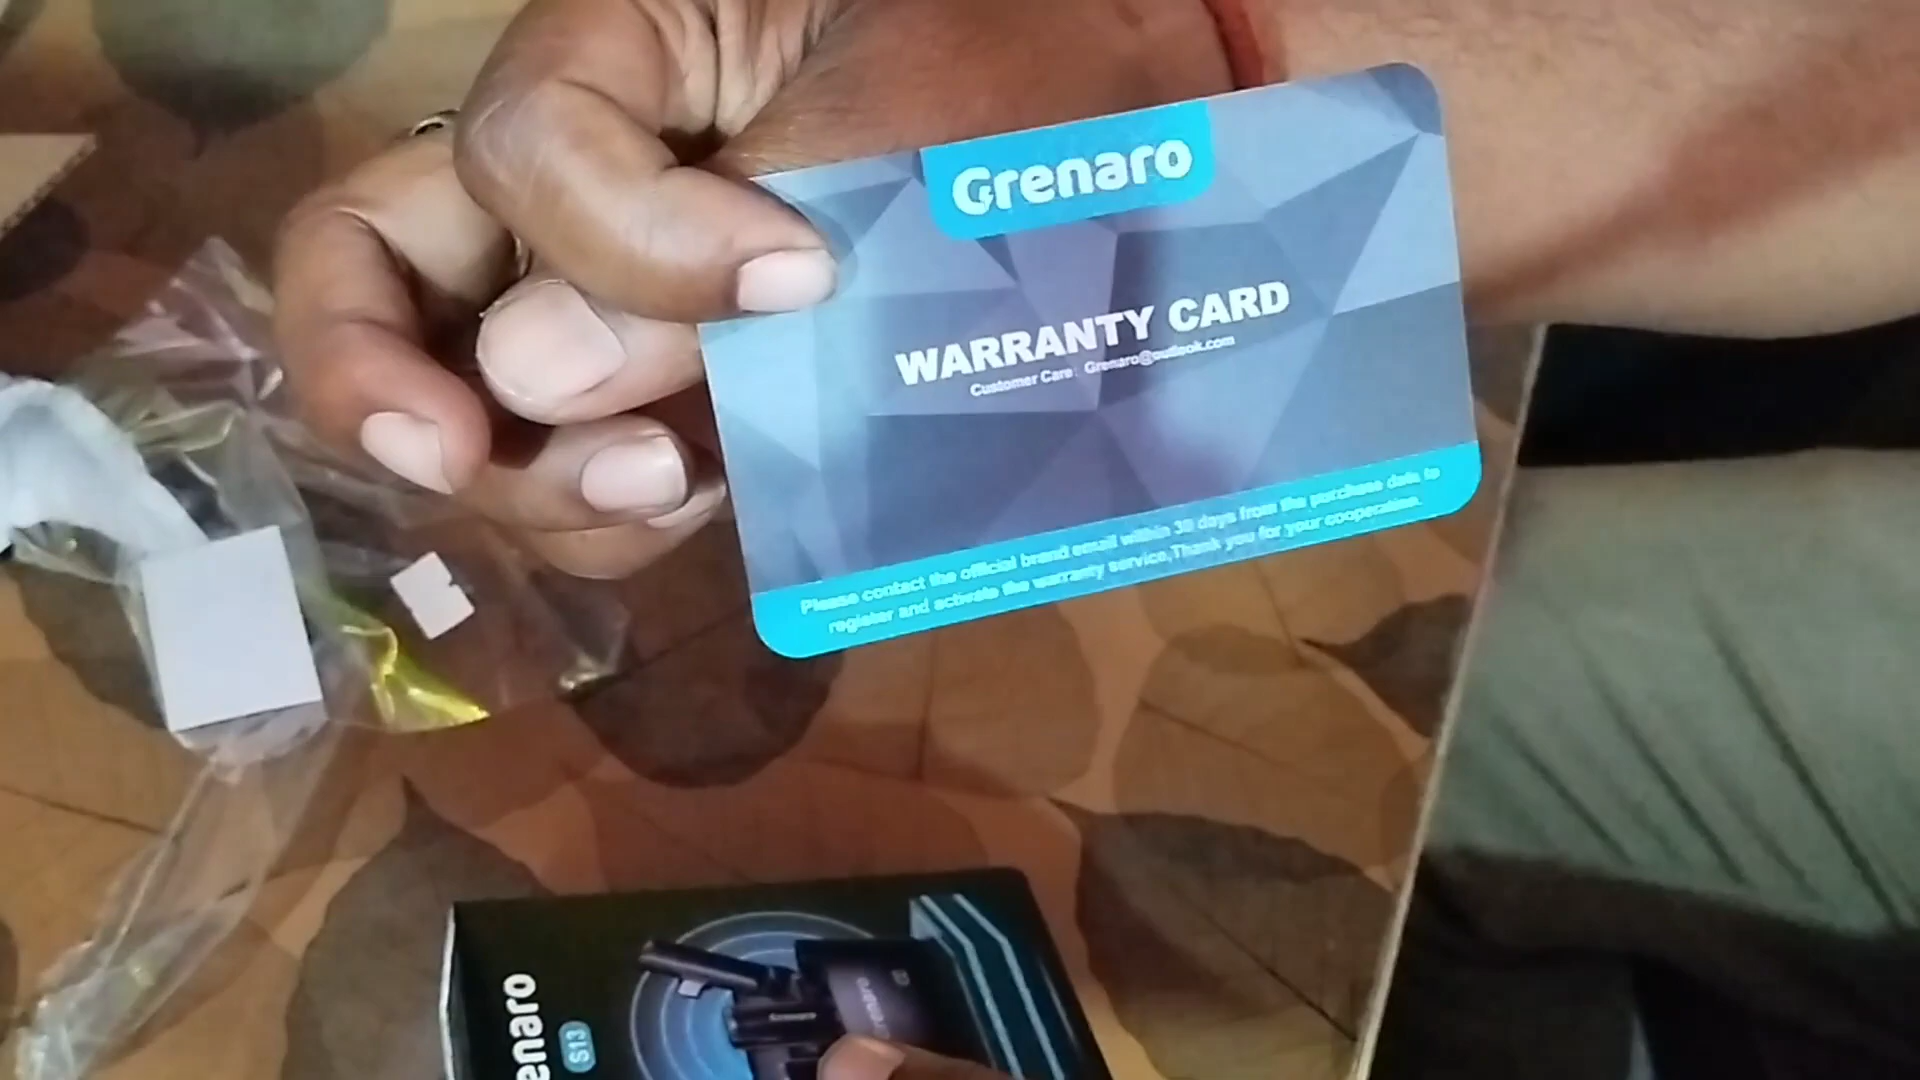 Grenaro
WARRANTY CARD
Customer Care: Grenaro@outlook.com
Please contact the official brand email within 30 days from the purchase date to
register and activate the warranty service,Thank you for your cooperation.
enaro
S13